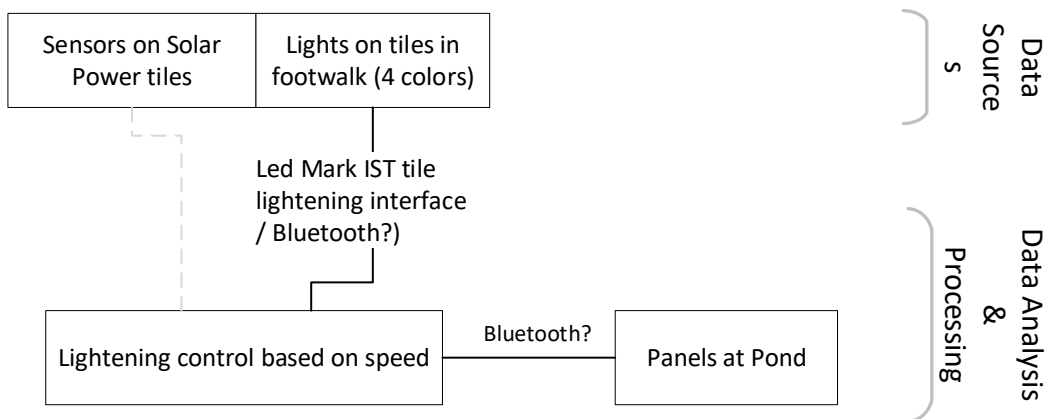 Sensors on Solar
Power tiles
Lights on tiles in
footwalk (4 colors)
Data
Source
s
Led Mark IST tile
lightening interface
/ Bluetooth?)
Lightening control based on speed
Bluetooth?
Panels at Pond
Data Analysis
&
Processing